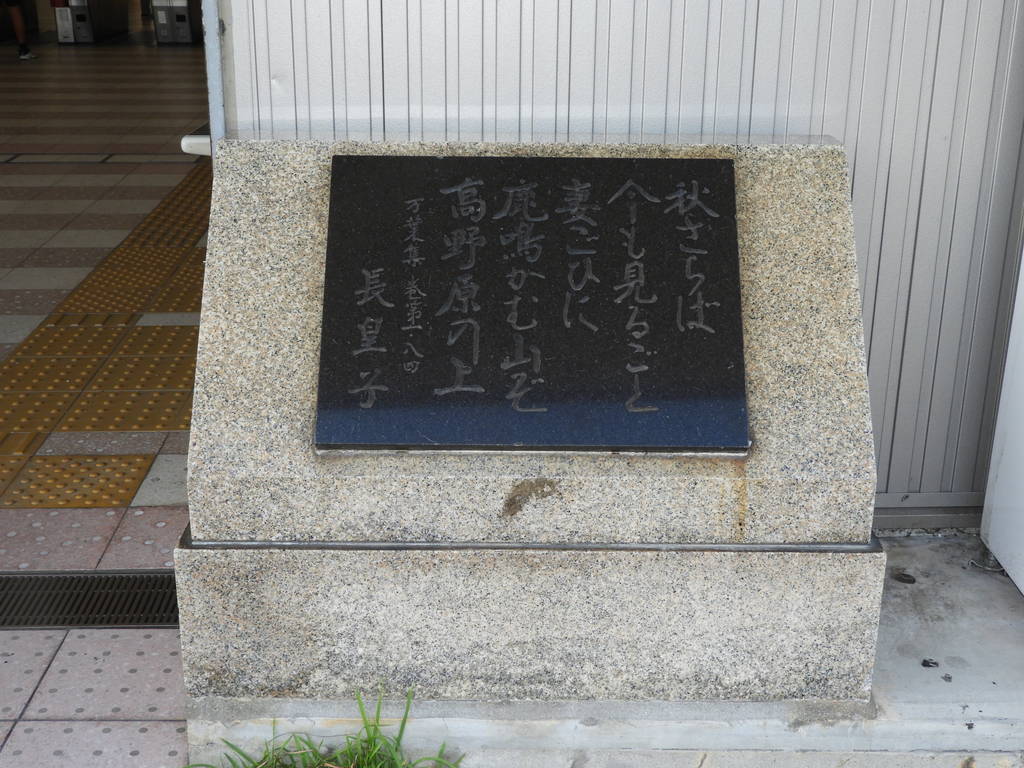 秋さらば
今も見るごと
妻ごひに
鹿鳴かむ山ぞ
高野原の上
万葉集 巻第一 八四
長皇子